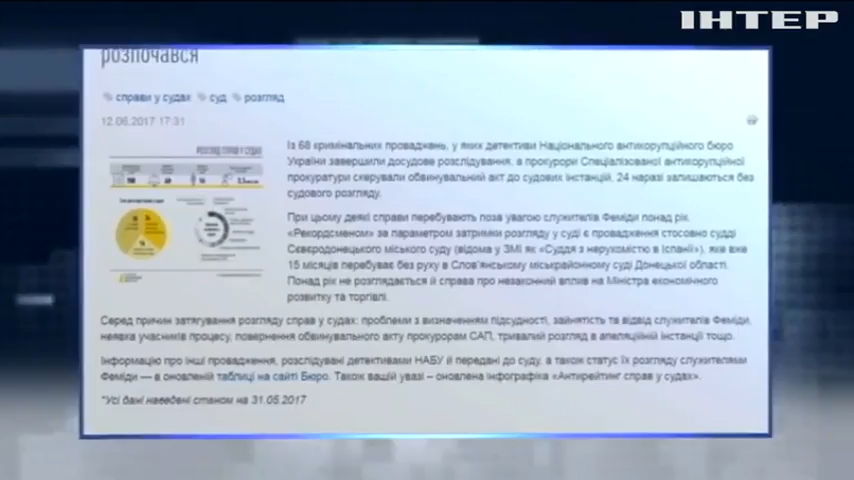 ІНТЕР
розпочався
справи у судах суд розгляд
12.06.2017 17:31
Із 68 кримінальних проваджень, у яких детективи Національного антикорупційного бюро
України завершили досудове розслідування, а прокурори Спеціалізованої антикорупційної
прокуратури скерували обвинувальний акт до судових інстанцій, 24 наразі залишаються без
судового розгляду.
При цьому деякі справи перебувають поза увагою служителів Феміди понад рік.
«Рекордсменом» за параметром затримки розгляду у суді є провадження стосовно судді
Сєвєродонецького міського суду (відома у ЗМІ як «Суддя з нерухомістю в Іспанії»), яке вже
15 місяців перебуває без руху в Слов'янському міськрайонному суді Донецької області.
Понад рік не розглядається й справа про незаконний вплив на Міністра економічного
розвитку та торгівлі.
Серед причин затягування розгляду справ у судах: проблеми з визначенням підсудності, зайнятість та відвід служителів Феміди,
неявка учасників процесу, повернення обвинувального акту прокурорам САП, тривалий розгляд в апеляційній інстанції тощо.
Інформацію про інші провадження, розслідувані детективами НАБУ й передані до суду, а також статус їх розгляду служителями
Феміди — в оновленій таблиці на сайті Бюро. Також вашій увазі – оновлена інфографіка «Антирейтинг справ у судах».
*Усі дані наведені станом на 31.05.2017